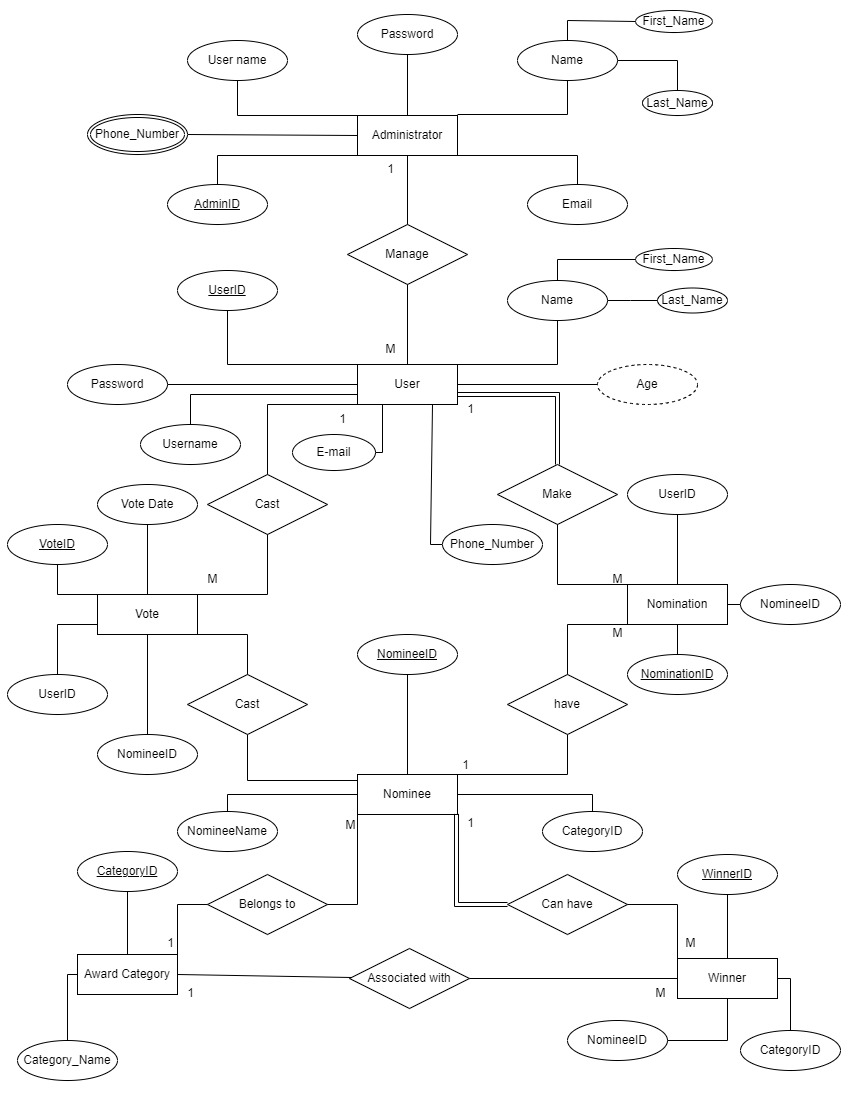 First_Name
Password
User name
Name
Last_Name
Phone_Number
Administrator
1
AdminID
Email
Manage
First_Name
UserID
Name
Last_Name
M
Password
User
Age
1
1
Username
E-mail
Cast
Make
UserID
Vote Date
VoteID
Phone_Number
M
M
Vote
Nomination
NomineeID
M
NomineeID
NominationID
UserID
Cast
have
NomineeID
1
Nominee
M
1
NomineeName
CategoryID
CategoryID
WinnerID
Belongs to
Can have
1
M
Award Category
Associated with
Winner
1
M
NomineeID
CategoryID
Category_Name